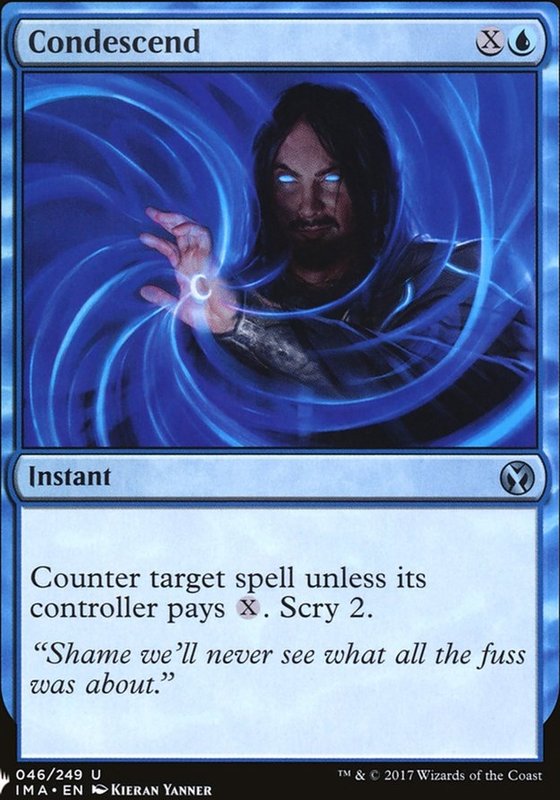 Condescend X
Instant
Counter target spell unless its
controller pays X. Scry 2.
“Shame we’ll never see what all the fuss
was about.”
046/249 U
IMA • EN Kieran Yanner
™ & © 2017 Wizards of the Coast